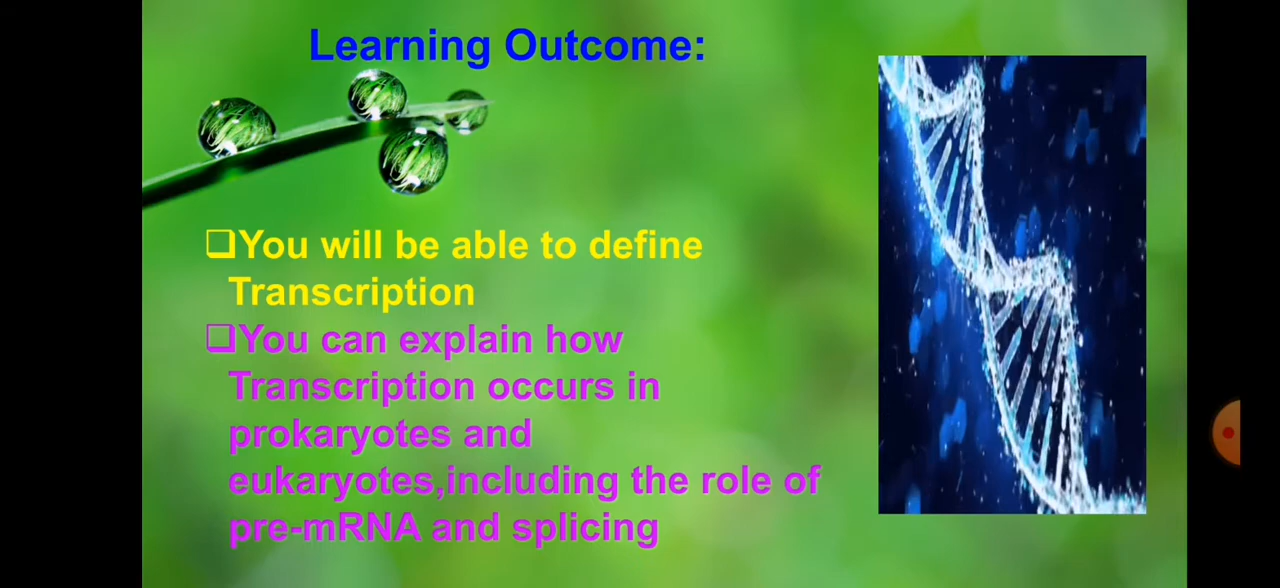 Learning Outcome:
❑You will be able to define
Transcription
❑You can explain how
Transcription occurs in
prokaryotes and
eukaryotes,including the role of
pre-mRNA and splicing